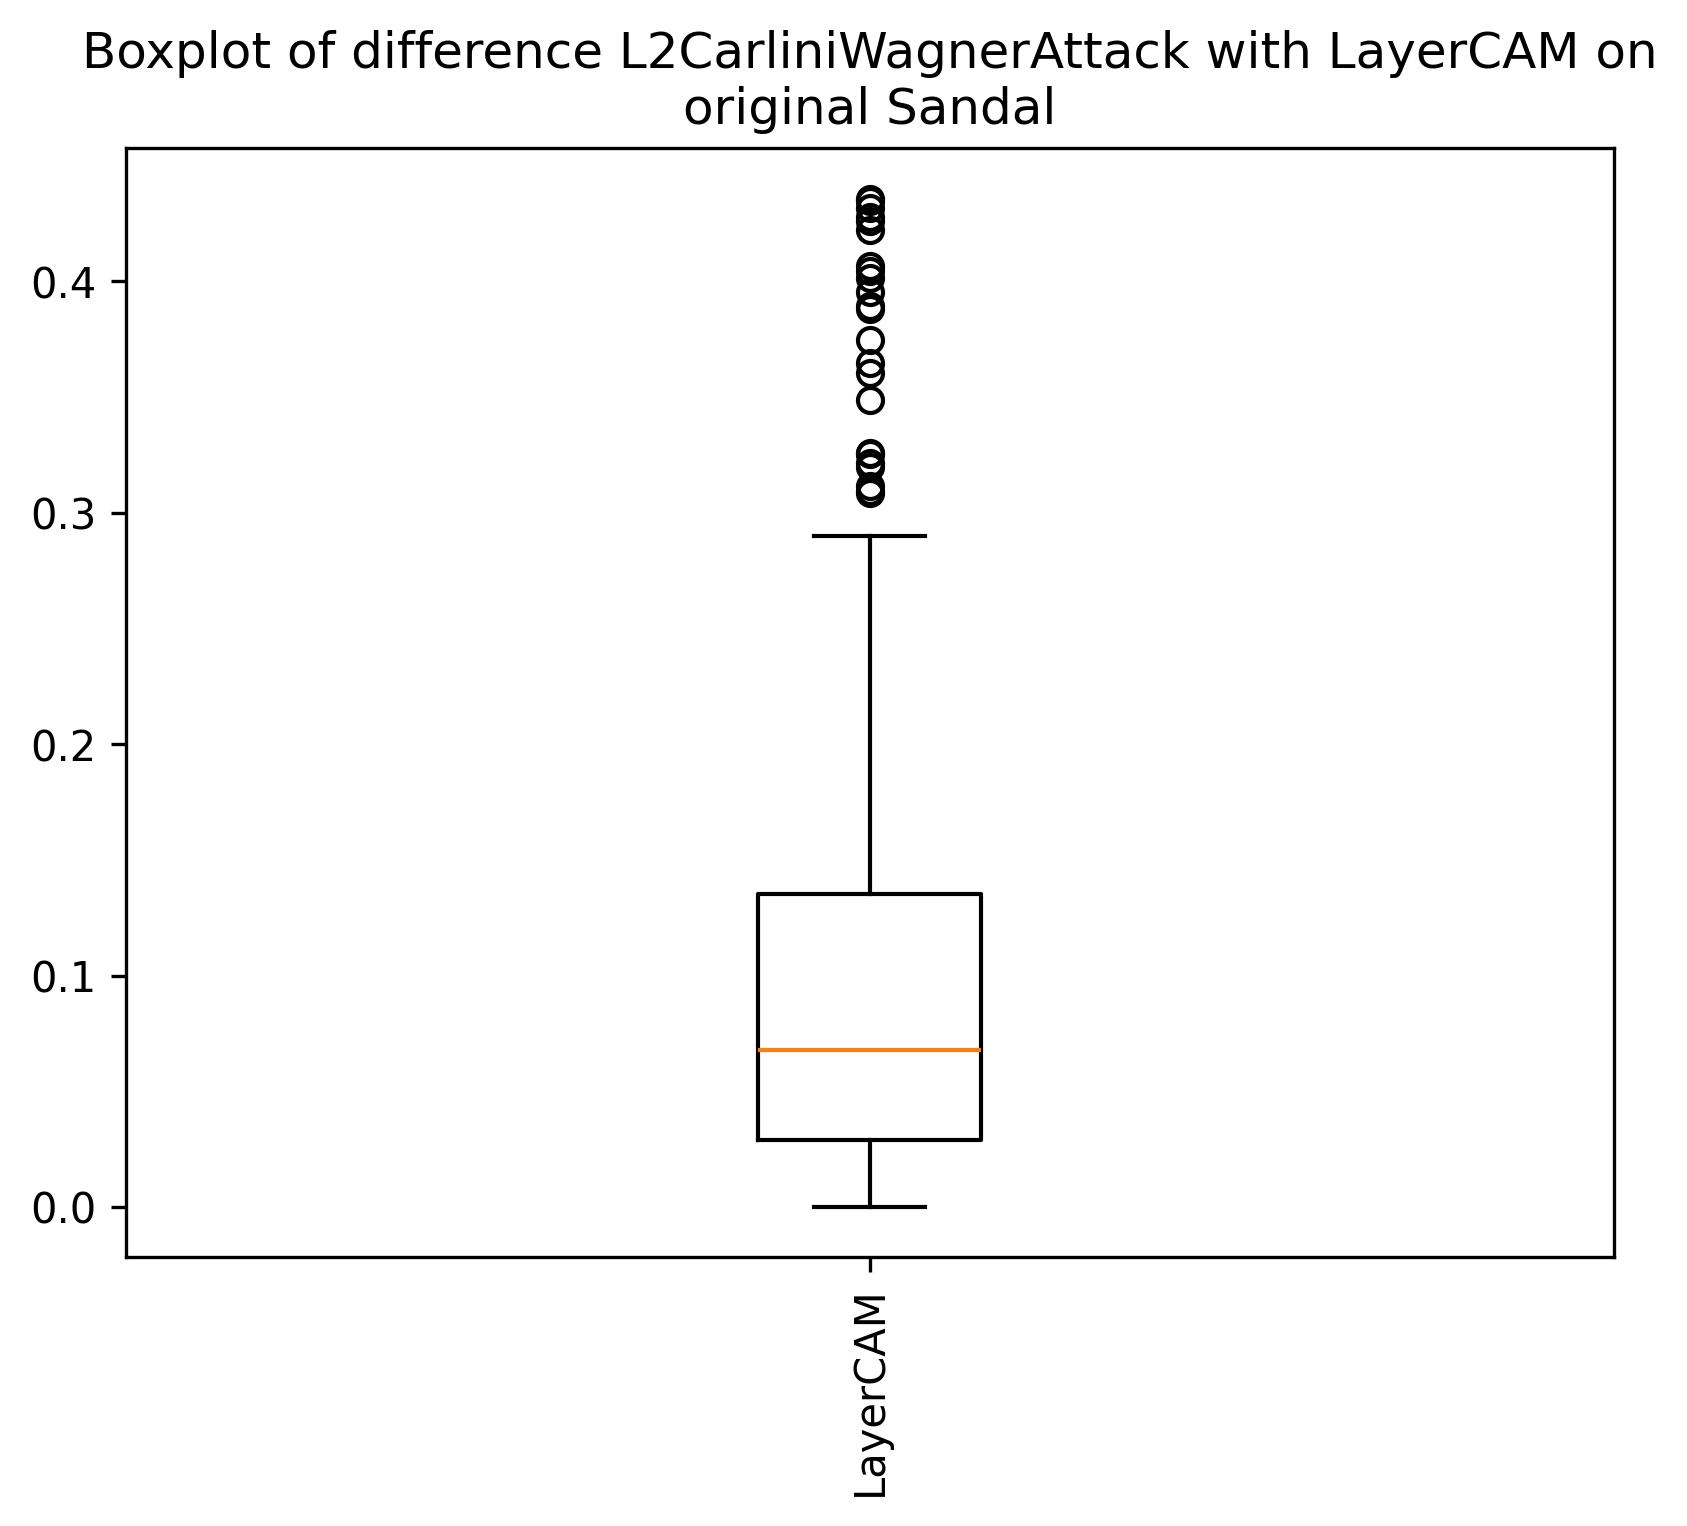 Boxplot of difference L2CarliniWagnerAttack with LayerCAM on
original Sandal
0.4
0.3
0.2
0.1
0.0
LayerCAM